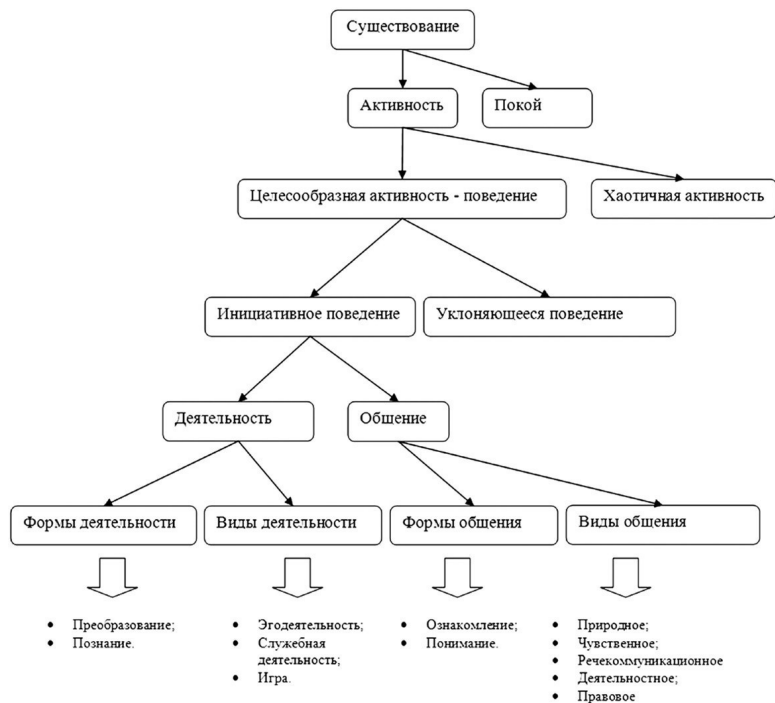 Существование
Активность
Покой
Целесообразная активность - поведение
Хаотичная активность
Инициативное поведение
Уклоняющееся поведение
Деятельность
Общение
Формы деятельности
Виды деятельности
Формы общения
Виды общения
• Преобразование;
• Познание.
• Эгодеятельность;
• Служебная
деятельность;
• Игра.
• Ознакомление;
• Понимание.
• Природное;
• Чувственное;
• Речекоммуникационное
• Деятельностное;
• Правовое